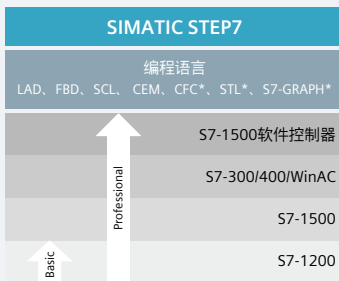 SIMATIC STEP7
编程语言
LAD、FBD、SCL、 CEM、CFC*、STL*、S7-GRAPH*
S7-1500软件控制器
S7-300/400/WinAC
Professional
S7-1500
Basic
S7-1200